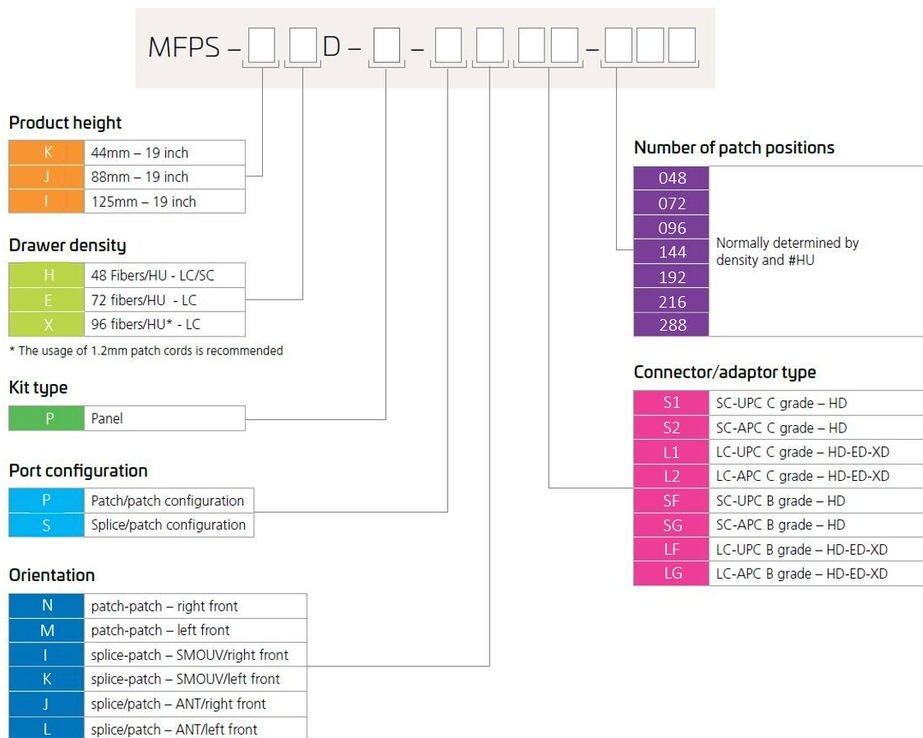 MFPS – D – – –
Product height
K 44mm – 19 inch
J 88mm – 19 inch
I 125mm – 19 inch
Drawer density
H 48 Fibers/HU - LC/SC
E 72 fibers/HU - LC
X 96 fibers/HU* - LC
* The usage of 1.2mm patch cords is recommended
Kit type
P Panel
Port configuration
P Patch/patch configuration
S Splice/patch configuration
Orientation
N patch-patch – right front
M patch-patch – left front
I splice-patch – SMOUV/right front
K splice-patch – SMOUV/left front
J splice/patch – ANT/right front
L splice/patch – ANT/left front
Number of patch positions
048
072
096
144
192
216
288
Normally determined by
density and #HU
Connector/adaptor type
S1 SC-UPC C grade – HD
S2 SC-APC C grade – HD
L1 LC-UPC C grade – HD-ED-XD
L2 LC-APC C grade – HD-ED-XD
SF SC-UPC B grade – HD
SG SC-APC B grade – HD
LF LC-UPC B grade – HD-ED-XD
LG LC-APC B grade – HD-ED-XD